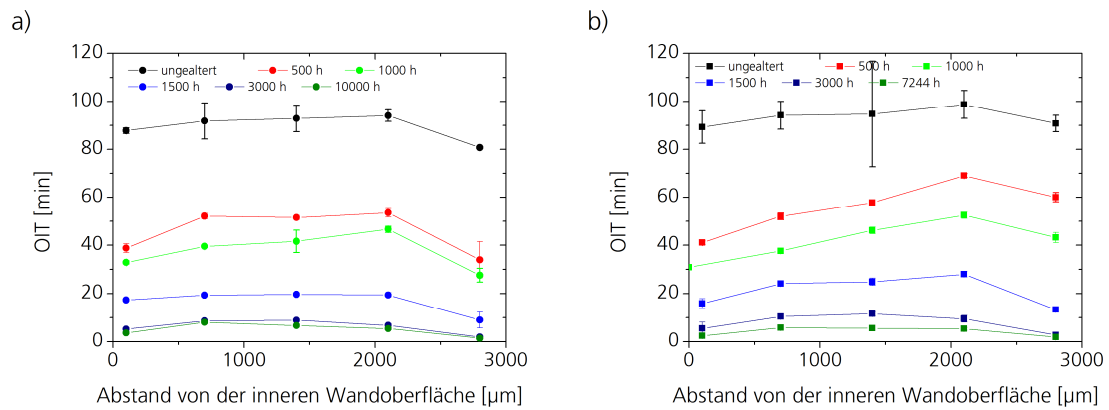 a)
120
100
80
60
40
20
0
OIT [min]
ungealtert 500 h 1000 h
1500 h 3000 h 10000 h
0 1000 2000 3000
Abstand von der inneren Wandoberfläche [µm]
b)
120
100
80
60
40
20
0
OIT [min]
ungealtert 500 h 1000 h
1500 h 3000 h 7244 h
0 1000 2000 3000
Abstand von der inneren Wandoberfläche [µm]